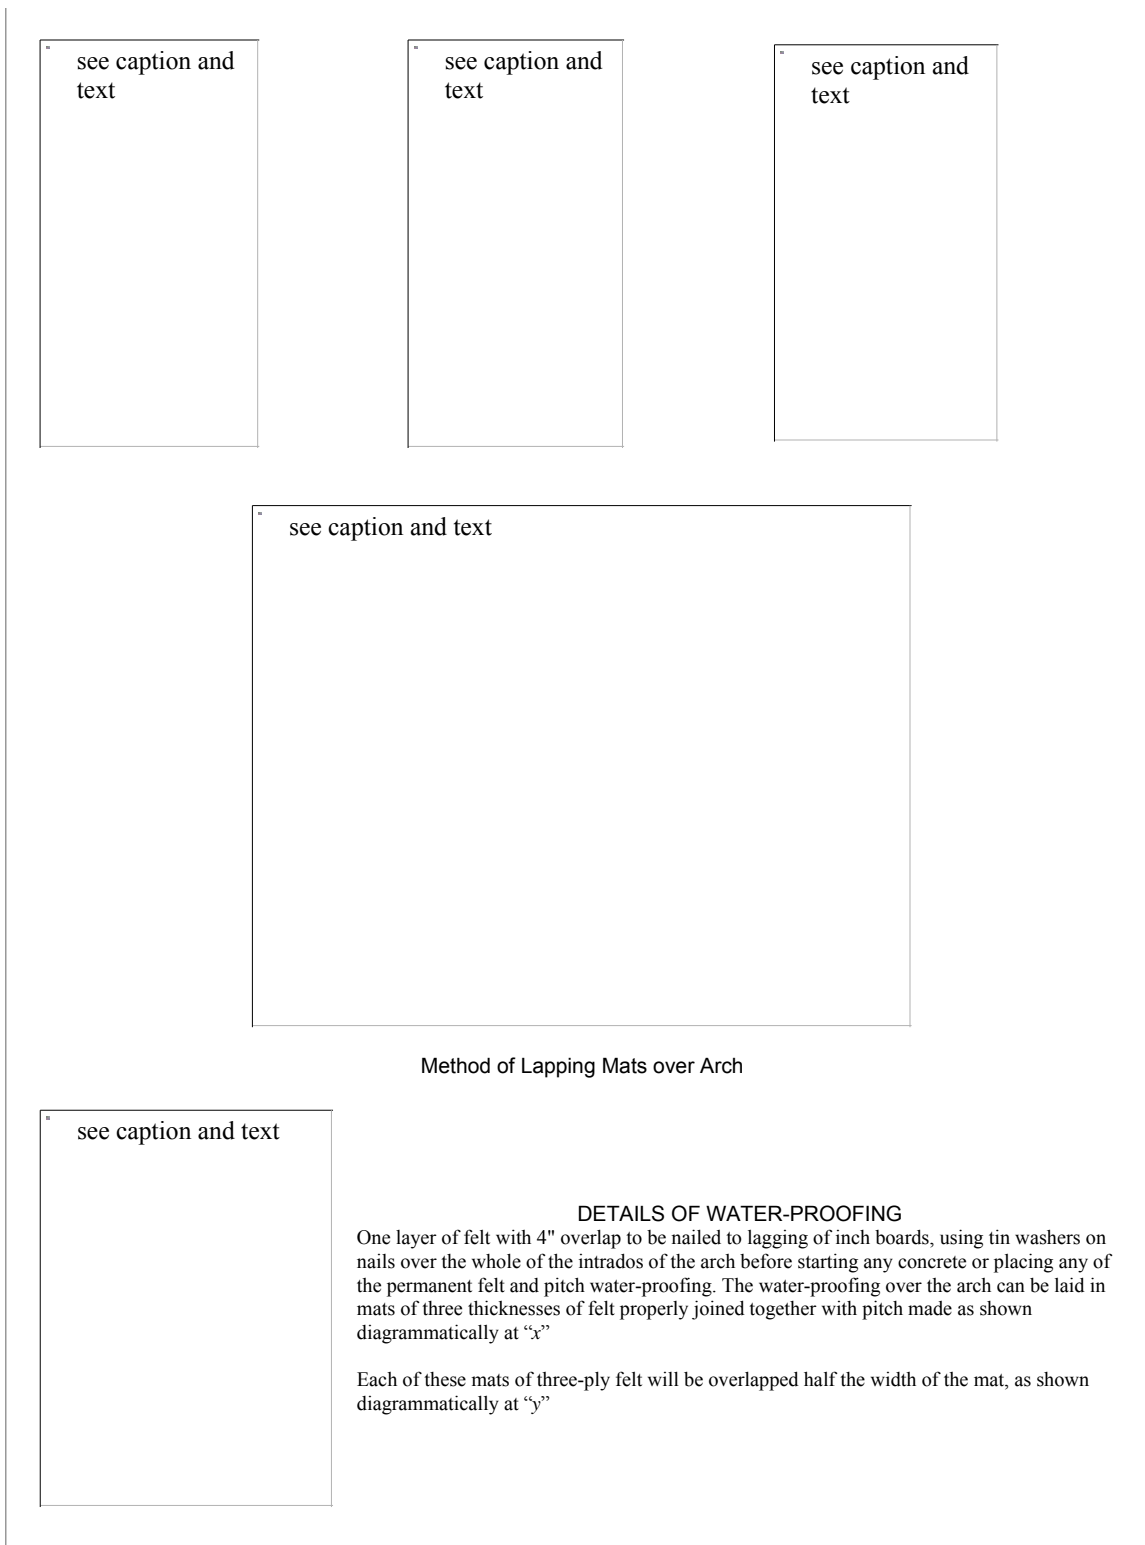 see caption and
text
see caption and
text
see caption and
text
see caption and text
Method of Lapping Mats over Arch
see caption and text
DETAILS OF WATER-PROOFING
One layer of felt with 4" overlap to be nailed to lagging of inch boards, using tin washers on
nails over the whole of the intrados of the arch before starting any concrete or placing any of
the permanent felt and pitch water-proofing. The water-proofing over the arch can be laid in
mats of three thicknesses of felt properly joined together with pitch made as shown
diagrammatically at “x”
Each of these mats of three-ply felt will be overlapped half the width of the mat, as shown
diagrammatically at “y”